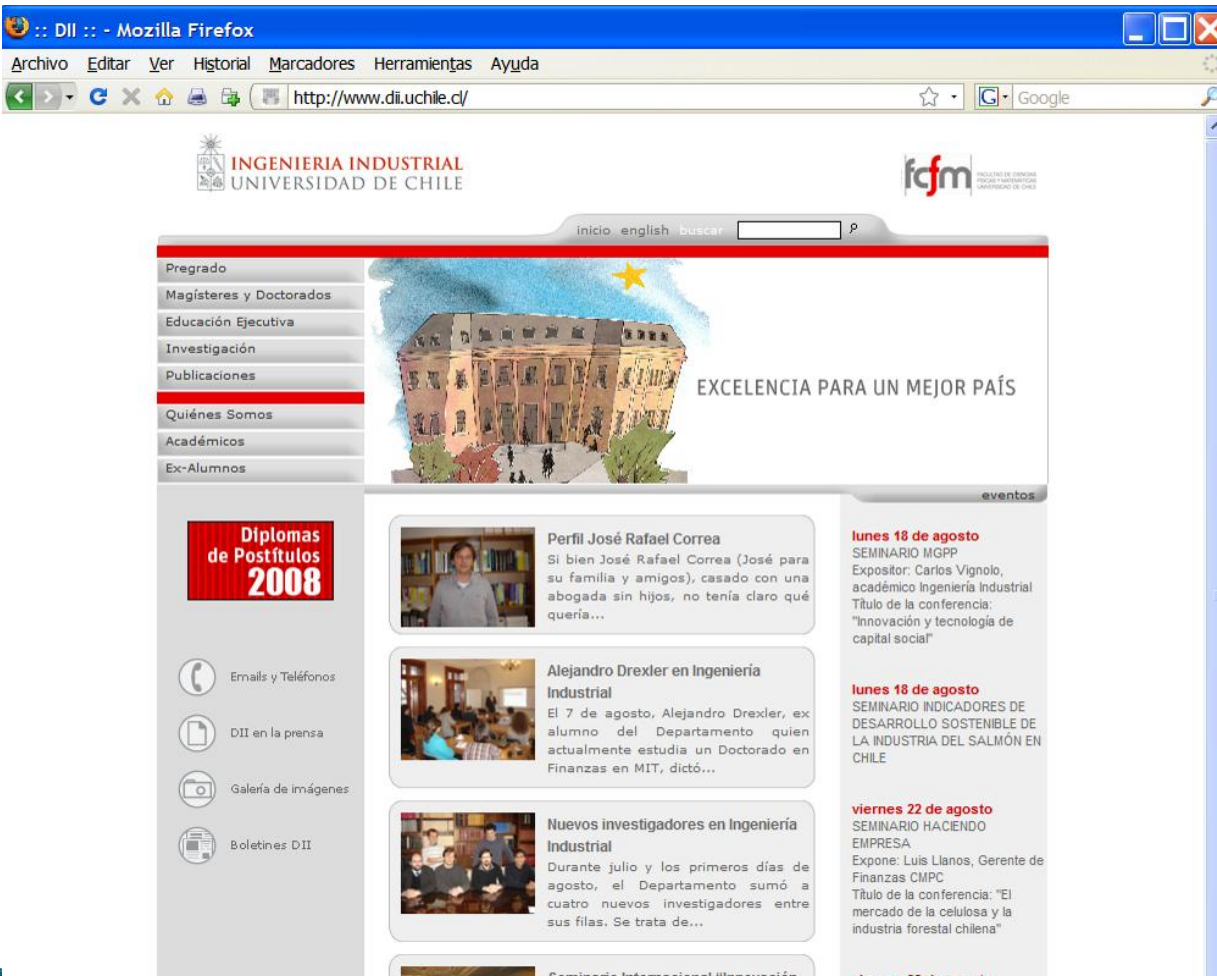 :: DII :: - Mozilla Firefox
Archivo Editar Ver Historial Marcadores Herramientas Ayuda
http://www.dii.uchile.cl/
G Google
INGENIERIA INDUSTRIAL
UNIVERSIDAD DE CHILE
fcfm
FACULTAD DE CIENCIAS
FÍSICAS Y MATEMÁTICAS
UNIVERSIDAD DE CHILE
inicio english buscar
Pregrado
Magísteres y Doctorados
Educación Ejecutiva
Investigación
Publicaciones
Quiénes Somos
Académicos
Ex-Alumnos
EXCELENCIA PARA UN MEJOR PAÍS
Diplomas
de Postítulos
2008
Emails y Teléfonos
DII en la prensa
Galería de imágenes
Boletines DII
Perfil José Rafael Correa
Si bien José Rafael Correa (José para
su familia y amigos), casado con una
abogada sin hijos, no tenía claro qué
quería...
Alejandro Drexler en Ingeniería
Industrial
El 7 de agosto, Alejandro Drexler, ex
alumno del Departamento quien
actualmente estudia un Doctorado en
Finanzas en MIT, dictó...
Nuevos investigadores en Ingeniería
Industrial
Durante julio y los primeros días de
agosto, el Departamento sumó a
cuatro nuevos investigadores entre
sus filas. Se trata de...
eventos
lunes 18 de agosto
SEMINARIO MGPP
Expositor: Carlos Vignolo,
académico Ingeniería Industrial
Título de la conferencia:
"Innovación y tecnología de
capital social"
lunes 18 de agosto
SEMINARIO INDICADORES DE
DESARROLLO SOSTENIBLE DE
LA INDUSTRIA DEL SALMÓN EN
CHILE
viernes 22 de agosto
SEMINARIO HACIENDO
EMPRESA
Expone: Luis Llanos, Gerente de
Finanzas CMPC
Título de la conferencia: "El
mercado de la celulosa y la
industria forestal chilena"